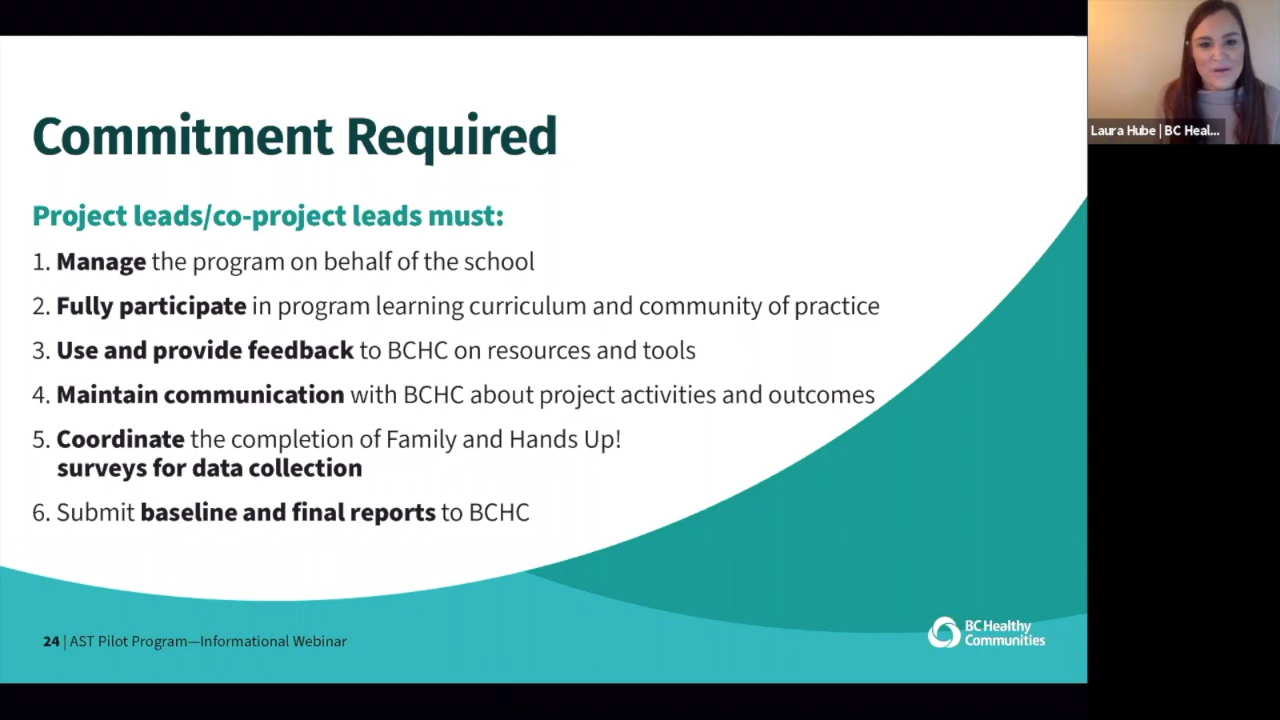 Commitment Required
Project leads/co-project leads must:
1. Manage the program on behalf of the school
2. Fully participate in program learning curriculum and community of practice
3. Use and provide feedback to BCHC on resources and tools
4. Maintain communication with BCHC about project activities and outcomes
5. Coordinate the completion of Family and Hands Up!
surveys for data collection
6. Submit baseline and final reports to BCHC
24 | AST Pilot Program—Informational Webinar
BC Healthy
Communities
Laura Hube | BC Heal...